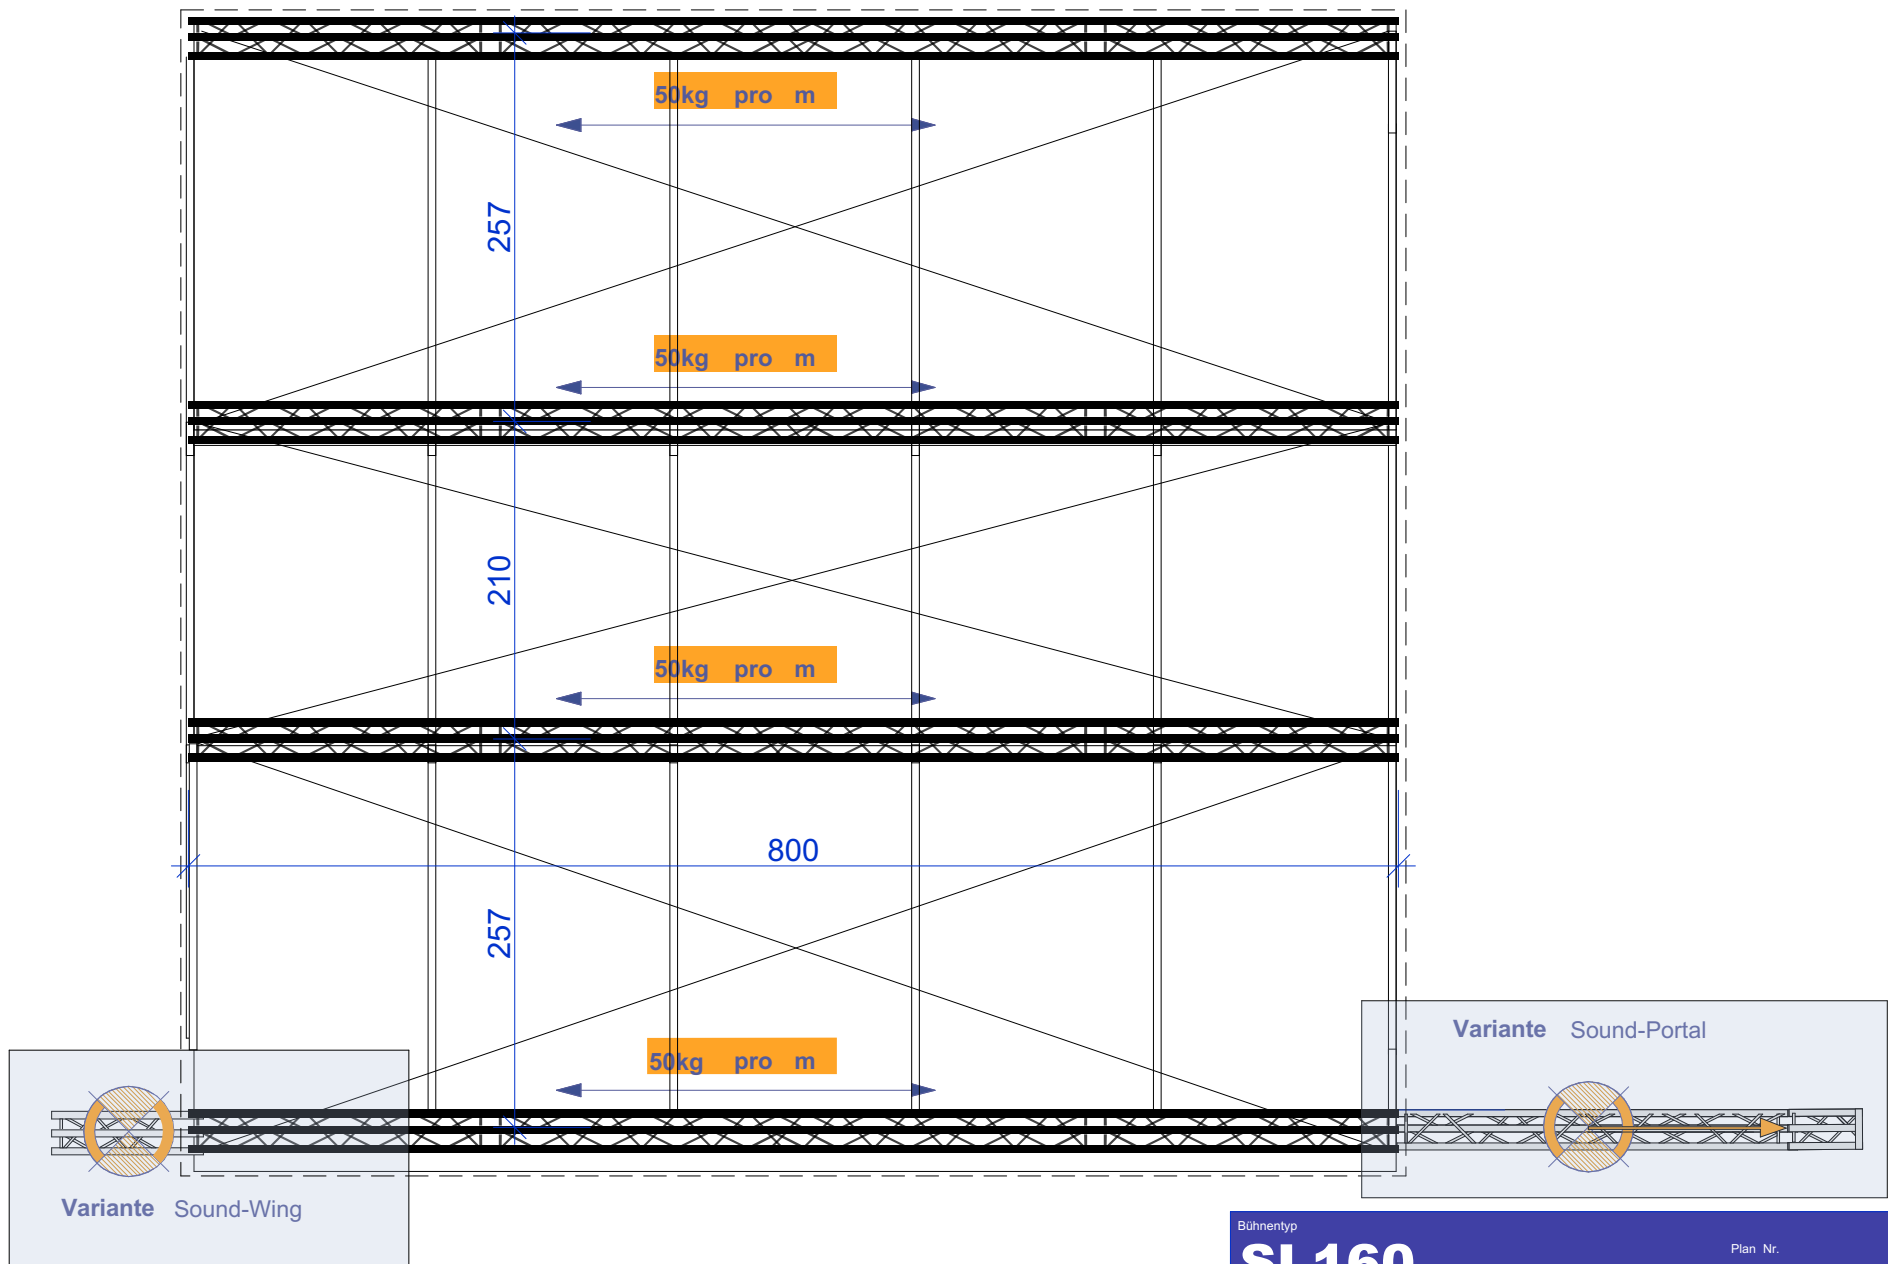 50kg pro m
257
50kg pro m
210
50kg pro m
800
257
Variante Sound-Portal
50kg pro m
Variante Sound-Wing
Bühnentyp
SL160
Plan Nr.